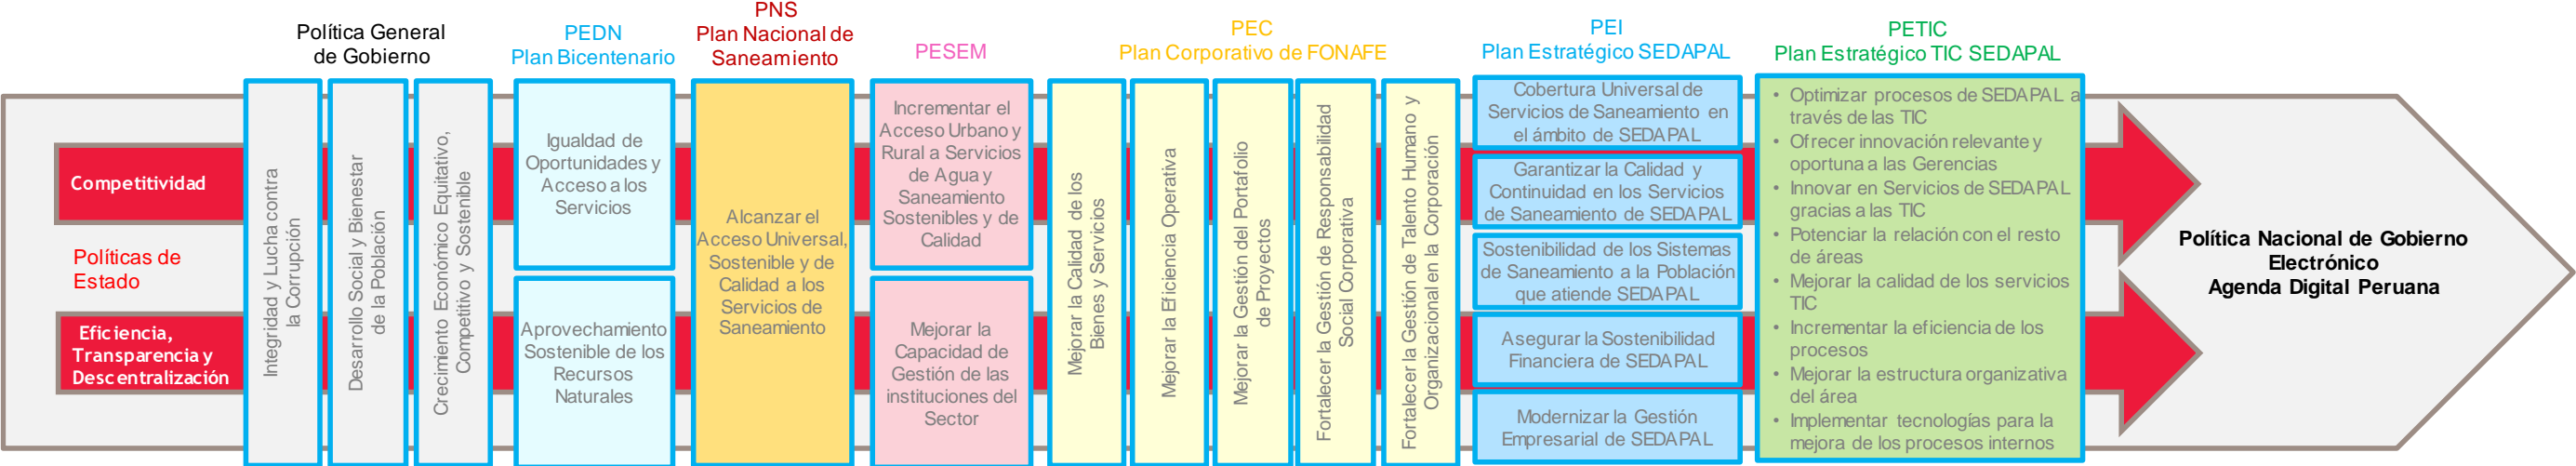 Competitividad
Políticas de
Estado
Eficiencia,
Transparencia y
Descentralización
Política General
de Gobierno
Integridad y Lucha contra
la Corrupción
Desarrollo Social y Bienestar
de la Población
Crecimiento Económico Equitativo,
Competitivo y Sostenible
PEDN
Plan Bicentenario
Igualdad de
Oportunidades y
Acceso a los
Servicios
Aprovechamiento
Sostenible de los
Recursos
Naturales
PNS
Plan Nacional de
Saneamiento
Alcanzar el
Acceso Universal,
Sostenible y de
Calidad a los
Servicios de
Saneamiento
PESEM
Incrementar el
Acceso Urbano y
Rural a Servicios
de Agua y
Saneamiento
Sostenibles y de
Calidad
Mejorar la
Capacidad de
Gestión de las
instituciones del
Sector
PEC
Plan Corporativo de FONAFE
Mejorar la Calidad de los
Bienes y Servicios
Mejorar la Eficiencia Operativa
Mejorar la Gestión del Portafolio
de Proyectos
Fortalecer la Gestión de Responsabilidad
Social Corporativa
Fortalecer la Gestión de Talento Humano y
Organizacional en la Corporación
PEI
Plan Estratégico SEDAPAL
Cobertura Universal de
Servicios de Saneamiento en
el ámbito de SEDAPAL
Garantizar la Calidad y
Continuidad en los Servicios
de Saneamiento de SEDAPAL
Sostenibilidad de los Sistemas
de Saneamiento a la Población
que atiende SEDAPAL
Asegurar la Sostenibilidad
Financiera de SEDAPAL
Modernizar la Gestión
Empresarial de SEDAPAL
PETIC
Plan Estratégico TIC SEDAPAL
• Optimizar procesos de SEDAPAL a
través de las TIC
• Ofrecer innovación relevante y
oportuna a las Gerencias
• Innovar en Servicios de SEDAPAL
gracias a las TIC
• Potenciar la relación con el resto
de áreas
• Mejorar la calidad de los servicios
TIC
• Incrementar la eficiencia de los
procesos
• Mejorar la estructura organizativa
del área
• Implementar tecnologías para la
mejora de los procesos internos
Política Nacional de Gobierno
Electrónico
Agenda Digital Peruana